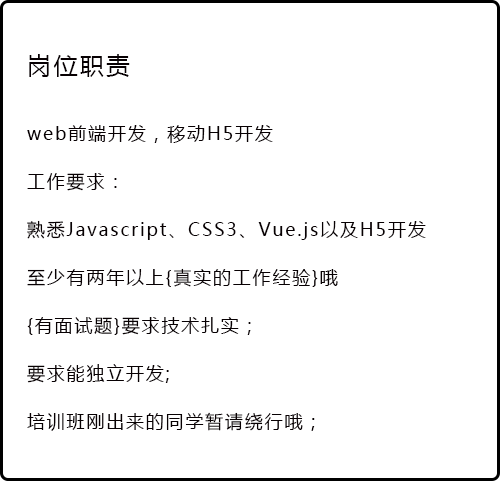 岗位职责
web前端开发，移动H5开发
工作要求：
熟悉Javascript、CSS3、Vue.js以及H5开发
至少有两年以上{真实的工作经验}哦
{有面试题}要求技术扎实；
要求能独立开发;
培训班刚出来的同学暂请绕行哦；